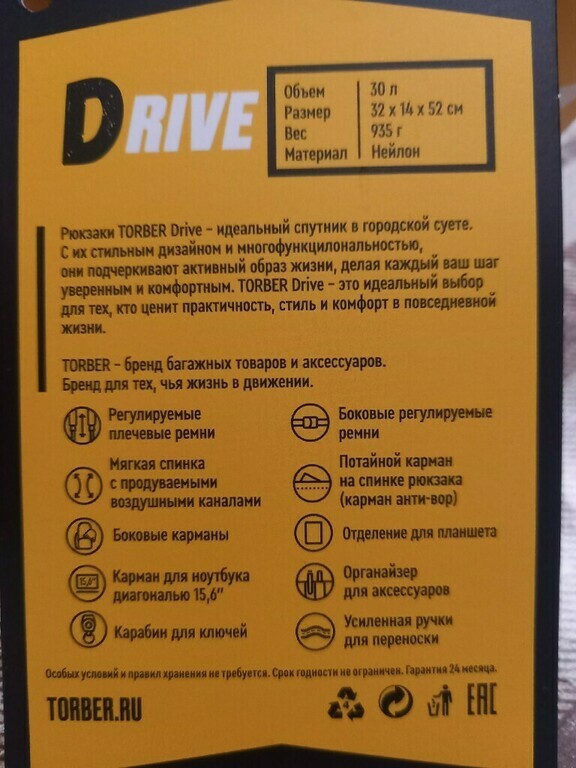 DRIVE
Объем 30 л
Размер 32 x 14 x 52 см
Вес 935 г
Материал Нейлон
Рюкзаки TORBER Drive – идеальный спутник в городской суете.
С их стильным дизайном и многофункцилональностью,
они подчеркивают активный образ жизни, делая каждый ваш шаг
уверенным и комфортным. TORBER Drive – это идеальный выбор
для тех, кто ценит практичность, стиль и комфорт в повседневной
жизни.
TORBER – бренд багажных товаров и аксессуаров.
Бренд для тех, чья жизнь в движении.
Регулируемые
плечевые ремни
Боковые регулируемые
ремни
Мягкая спинка
с продуваемыми
воздушными каналами
Потайной карман
на спинке рюкзака
(карман анти-вор)
Боковые карманы
Отделение для планшета
15,6"
Карман для ноутбука
диагональю 15,6"
Органайзер
для аксессуаров
Карабин для ключей
Усиленная ручки
для переноски
Особых условий и правил хранения не требуется. Срок годности не ограничен. Гарантия 24 месяца.
TORBER.RU
4
EAC